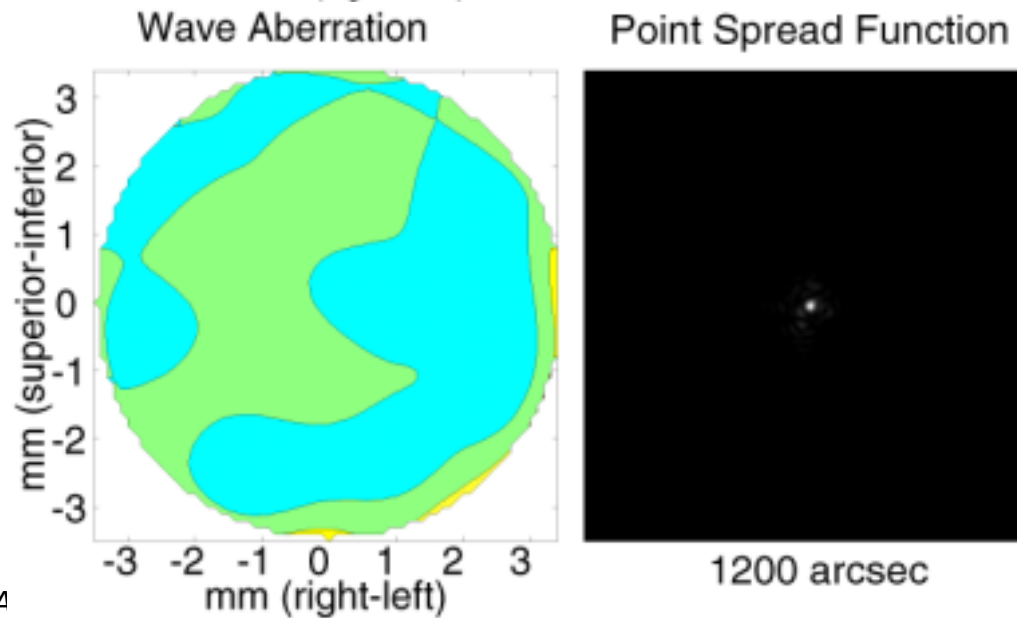 Wave Aberration
Point Spread Function
mm (superior-inferior)
3
2
1
0
-1
-2
-3
-3 -2 -1 0 1 2 3
mm (right-left)
1200 arcsec